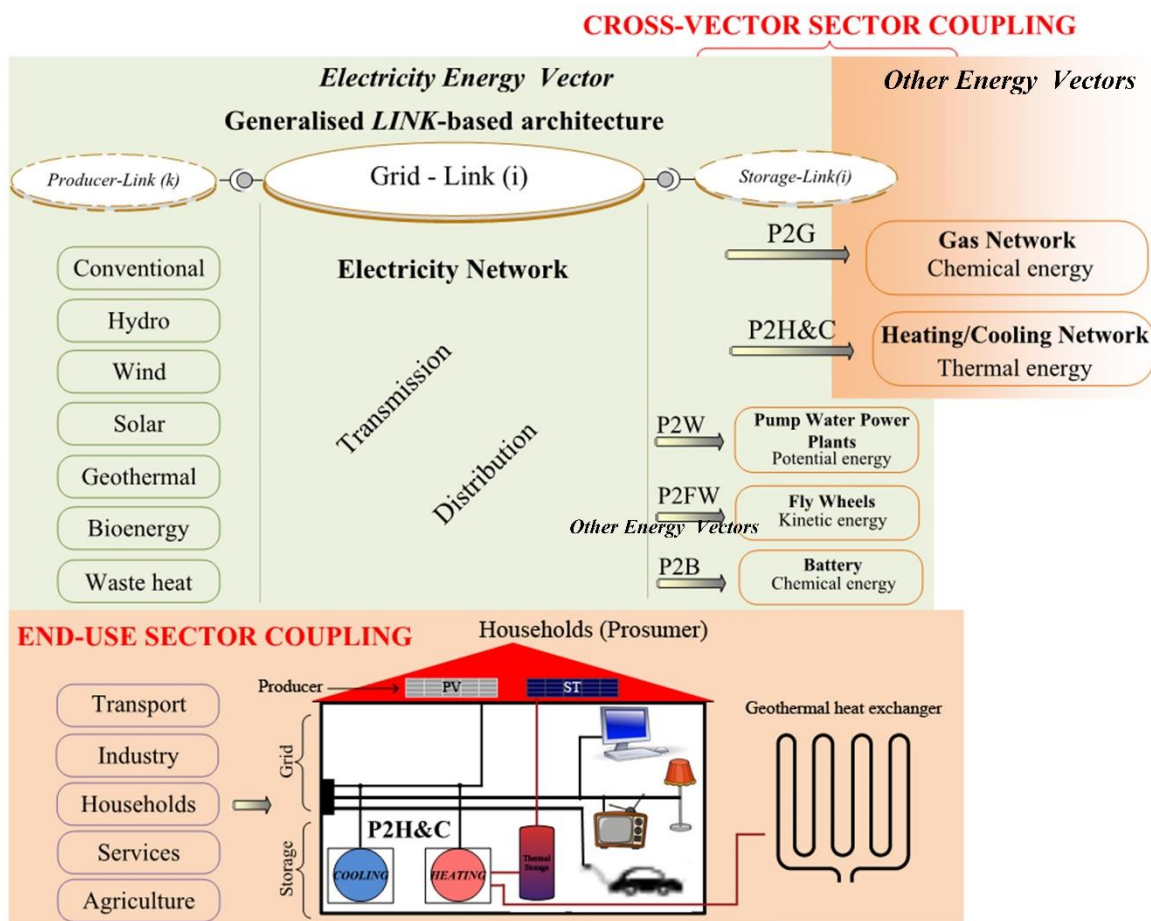 CROSS-VECTOR SECTOR COUPLING
Electricity Energy Vector
Other Energy Vectors
Generalised LINK-based architecture
Producer-Link (k)
Grid - Link (i)
Storage-Link(i)
Conventional
Hydro
Wind
Solar
Geothermal
Bioenergy
Waste heat
Electricity Network
Transmission
Distribution
P2G
Gas Network
Chemical energy
P2H&C
Heating/Cooling Network
Thermal energy
P2W
Pump Water Power
Plants
Potential energy
P2FW
Fly Wheels
Kinetic energy
Other Energy Vectors
P2B
Battery
Chemical energy
END-USE SECTOR COUPLING
Transport
Industry
Households
Services
Agriculture
Households (Prosumer)
Producer
PV
ST
Grid
Storage
P2H&C
COOLING
HEATING
Thermal
Storage
Geothermal heat exchanger